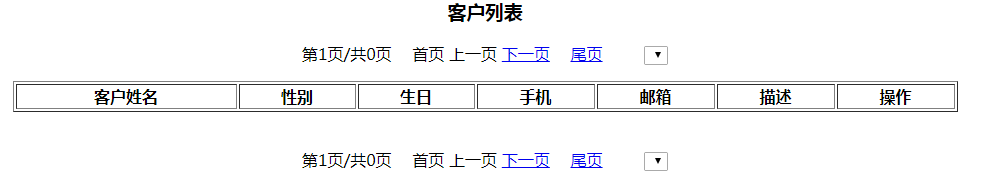 客户列表
第1页/共0页 首页 上一页 下一页 尾页
客户姓名 性别 生日 手机 邮箱 描述 操作
第1页/共0页 首页 上一页 下一页 尾页